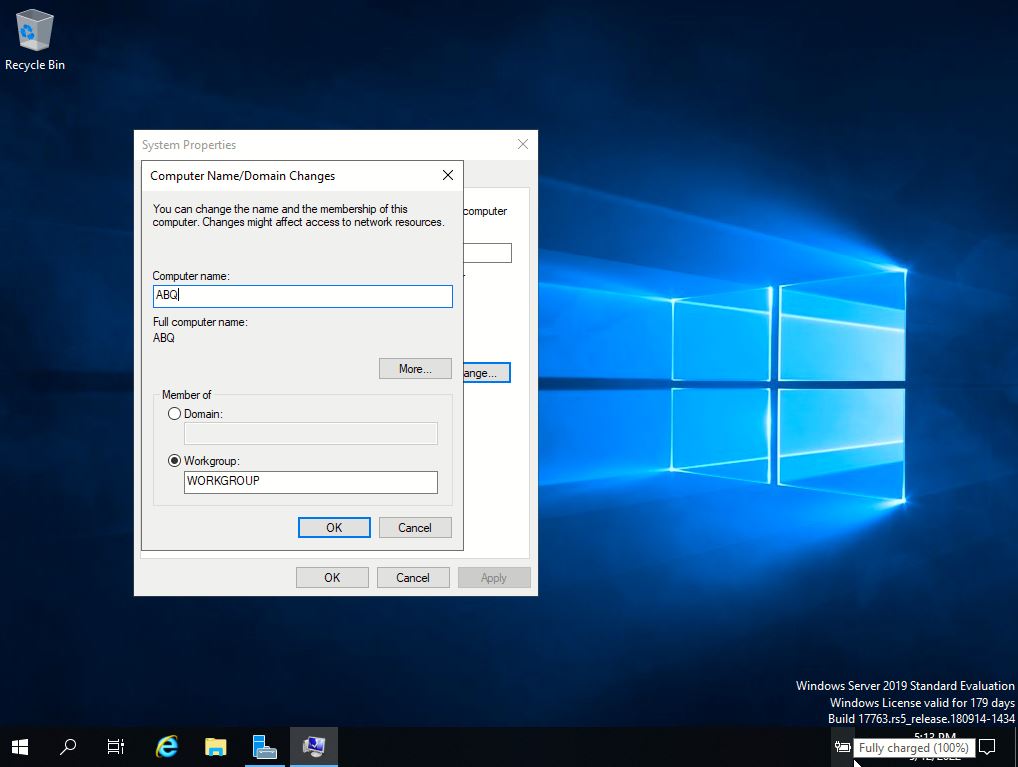 Recycle Bin
System Properties
Computer Name/Domain Changes
You can change the name and the membership of this
computer. Changes might affect access to network resources.
computer
Computer name:
ABQ
Full computer name:
ABQ
More...
ange...
Member of
Domain:
Workgroup:
WORKGROUP
OK
Cancel
OK
Cancel
Apply
Windows Server 2019 Standard Evaluation
Windows License valid for 179 days
Build 17763.rs5_release.180914-1434
5:13 PM
Fully charged (100%)